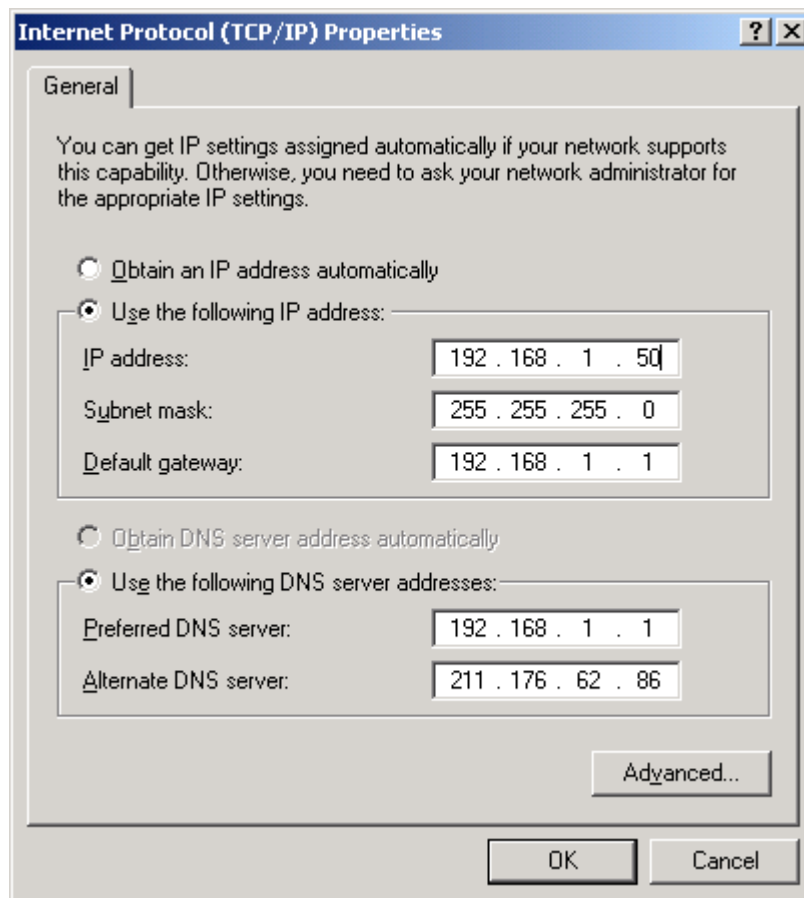 Internet Protocol (TCP/IP) Properties
General
You can get IP settings assigned automatically if your network supports
this capability. Otherwise, you need to ask your network administrator for
the appropriate IP settings.
Obtain an IP address automatically
Use the following IP address:
IP address: 192 . 168 . 1 . 50
Subnet mask: 255 . 255 . 255 . 0
Default gateway: 192 . 168 . 1 . 1
Obtain DNS server address automatically
Use the following DNS server addresses:
Preferred DNS server: 192 . 168 . 1 . 1
Alternate DNS server: 211 . 176 . 62 . 86
Advanced...
OK Cancel